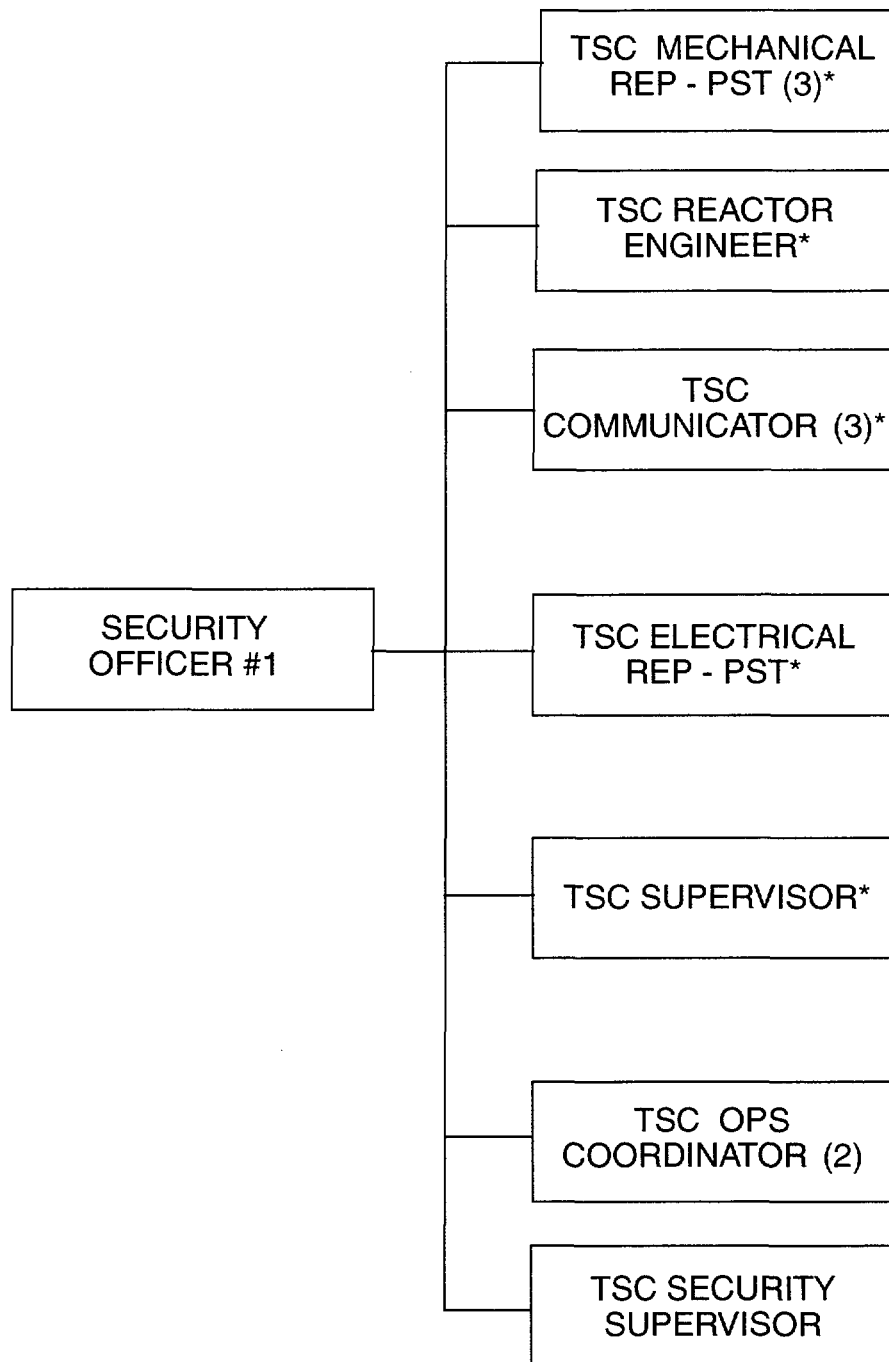 TSC MECHANICAL
REP - PST (3)*
TSC REACTOR
ENGINEER*
TSC
COMMUNICATOR (3)*
SECURITY
OFFICER #1
TSC ELECTRICAL
REP - PST*
TSC SUPERVISOR*
TSC OPS
COORDINATOR (2)
TSC SECURITY
SUPERVISOR